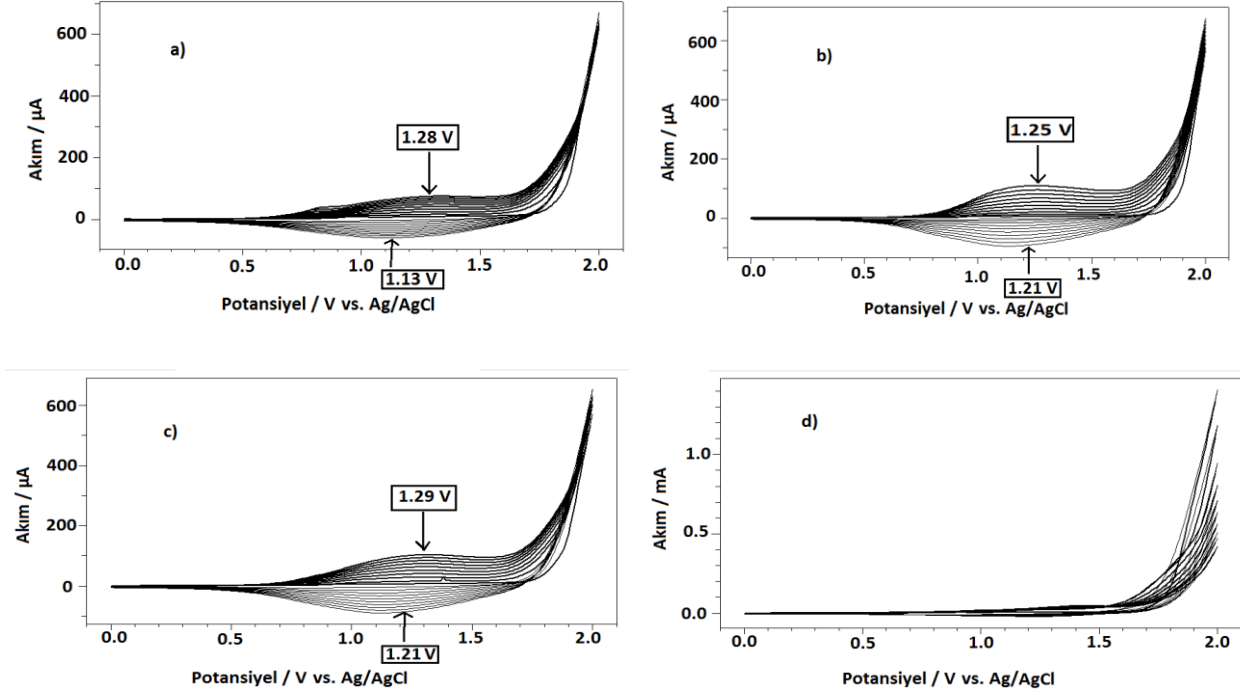 a)
600
400
200
0
Akım / µA
1.28 V
1.13 V
0.0 0.5 1.0 1.5 2.0
Potansiyel / V vs. Ag/AgCl
b)
600
400
200
0
Akım / µA
1.25 V
1.21 V
0.0 0.5 1.0 1.5 2.0
Potansiyel / V vs. Ag/AgCl
c)
600
400
200
0
Akım / µA
1.29 V
1.21 V
0.0 0.5 1.0 1.5 2.0
Potansiyel / V vs. Ag/AgCl
d)
1.0
0.5
0.0
Akım / mA
0.0 0.5 1.0 1.5 2.0
Potansiyel / V vs. Ag/AgCl